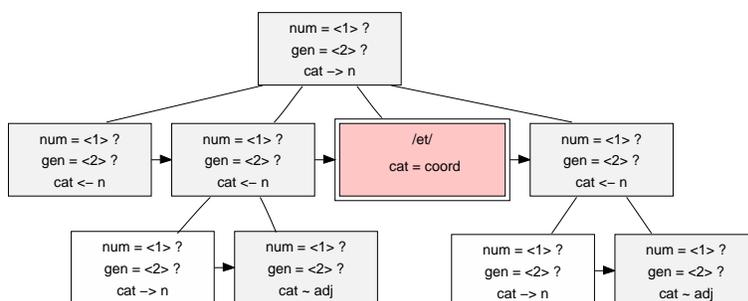 num = <1> ?
gen = <2> ?
cat –> n
num = <1> ?
gen = <2> ?
cat <– n
num = <1> ?
gen = <2> ?
cat <– n
/et/
cat = coord
num = <1> ?
gen = <2> ?
cat <– n
num = <1> ?
gen = <2> ?
cat –> n
num = <1> ?
gen = <2> ?
cat ~ adj
num = <1> ?
gen = <2> ?
cat –> n
num = <1> ?
gen = <2> ?
cat ~ adj